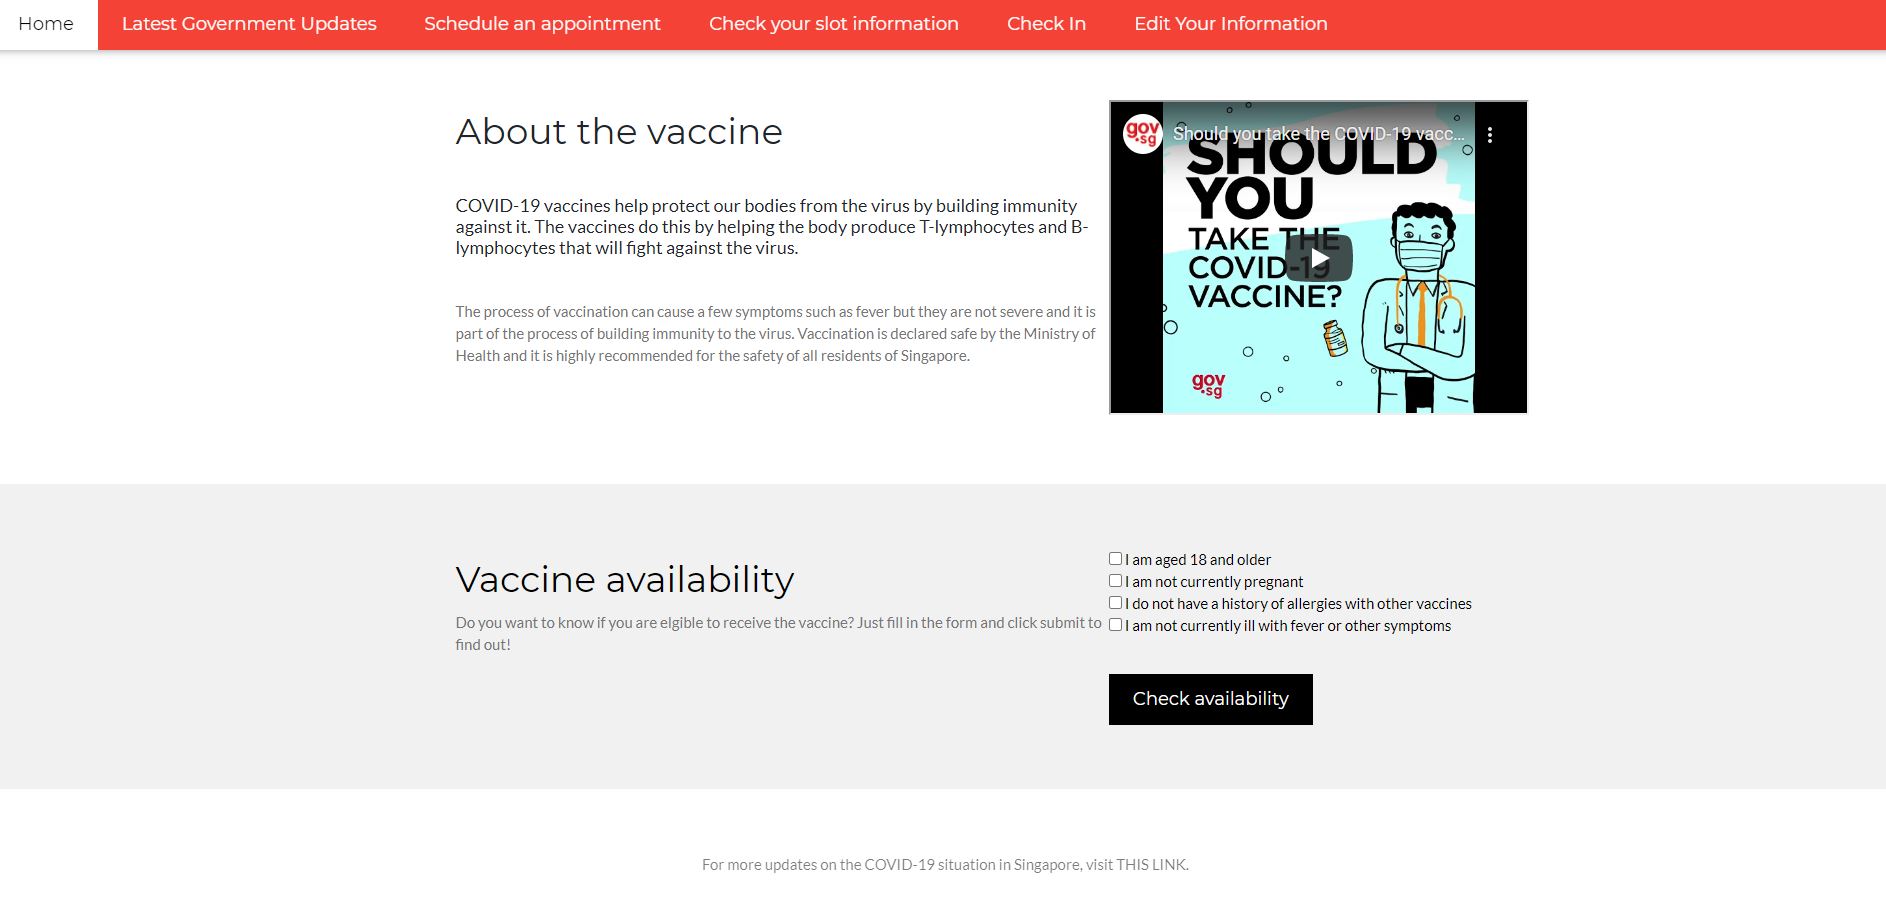 Home Latest Government Updates Schedule an appointment Check your slot information Check In Edit Your Information
About the vaccine
COVID-19 vaccines help protect our bodies from the virus by building immunity
against it. The vaccines do this by helping the body produce T-lymphocytes and B-
lymphocytes that will fight against the virus.
The process of vaccination can cause a few symptoms such as fever but they are not severe and it is
part of the process of building immunity to the virus. Vaccination is declared safe by the Ministry of
Health and it is highly recommended for the safety of all residents of Singapore.
gov
.sg
Should you take the COVID-19 vacc...
SHOULD
YOU
TAKE THE
COVID-19
VACCINE?
gov
.sg
Vaccine availability
Do you want to know if you are elgible to receive the vaccine? Just fill in the form and click submit to
find out!
I am aged 18 and older
I am not currently pregnant
I do not have a history of allergies with other vaccines
I am not currently ill with fever or other symptoms
Check availability
For more updates on the COVID-19 situation in Singapore, visit THIS LINK.